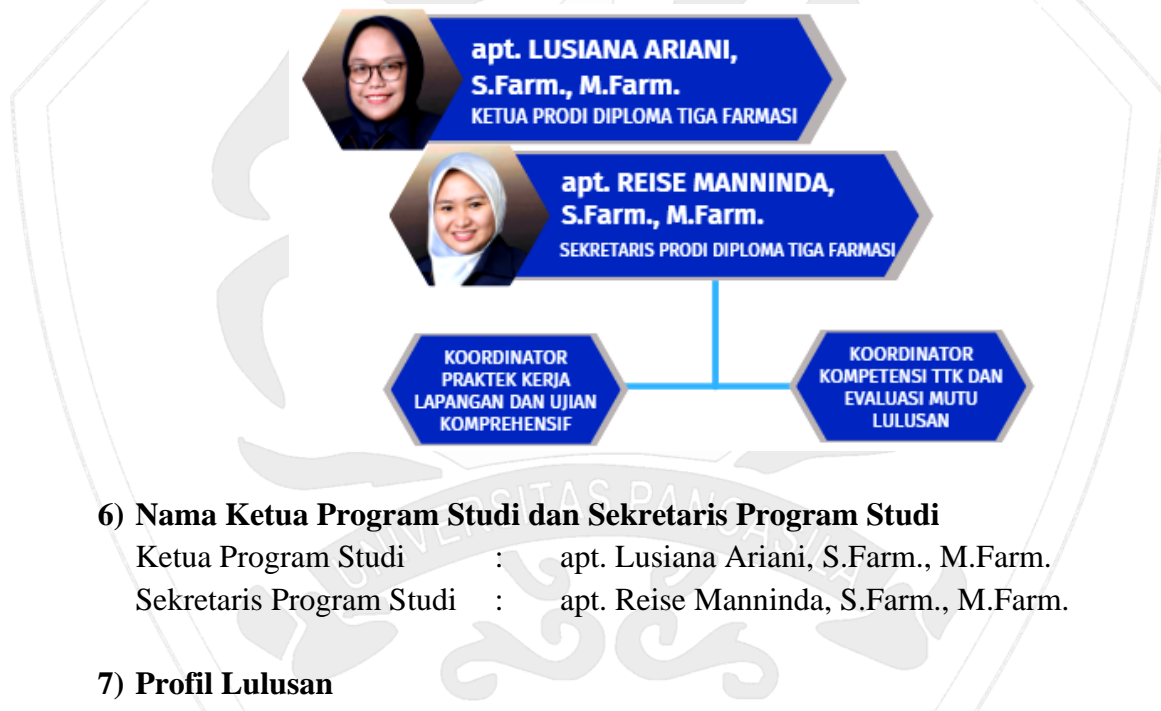 apt. LUSIANA ARIANI,
S.Farm., M.Farm.
KETUA PRODI DIPLOMA TIGA FARMASI
apt. REISE MANNINDA,
S.Farm., M.Farm.
SEKRETARIS PRODI DIPLOMA TIGA FARMASI
KOORDINATOR
PRAKTEK KERJA
LAPANGAN DAN UJIAN
KOMPREHENSIF
KOORDINATOR
KOMPETENSI TTK DAN
EVALUASI MUTU
LULUSAN
UNIVERSITAS PANCASILA
6) Nama Ketua Program Studi dan Sekretaris Program Studi
Ketua Program Studi : apt. Lusiana Ariani, S.Farm., M.Farm.
Sekretaris Program Studi : apt. Reise Manninda, S.Farm., M.Farm.
7) Profil Lulusan